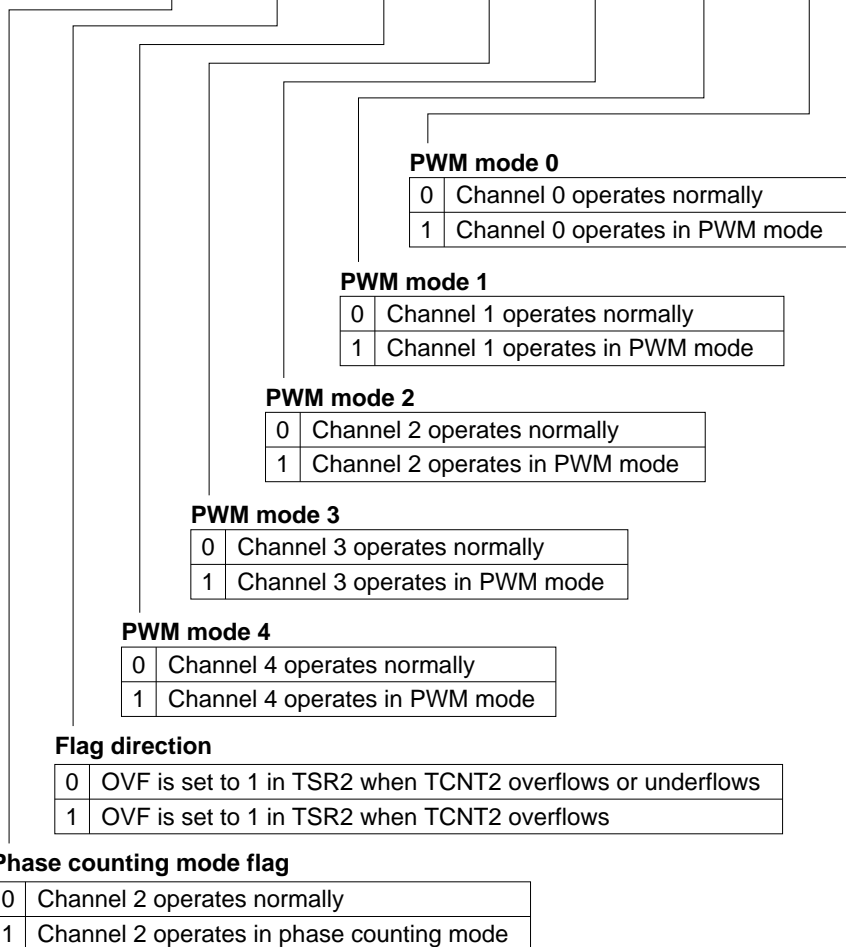 PWM mode 0
0 Channel 0 operates normally
1 Channel 0 operates in PWM mode
PWM mode 1
0 Channel 1 operates normally
1 Channel 1 operates in PWM mode
PWM mode 2
0 Channel 2 operates normally
1 Channel 2 operates in PWM mode
PWM mode 3
0 Channel 3 operates normally
1 Channel 3 operates in PWM mode
PWM mode 4
0 Channel 4 operates normally
1 Channel 4 operates in PWM mode
Flag direction
0 OVF is set to 1 in TSR2 when TCNT2 overflows or underflows
1 OVF is set to 1 in TSR2 when TCNT2 overflows
Phase counting mode flag
0 Channel 2 operates normally
1 Channel 2 operates in phase counting mode